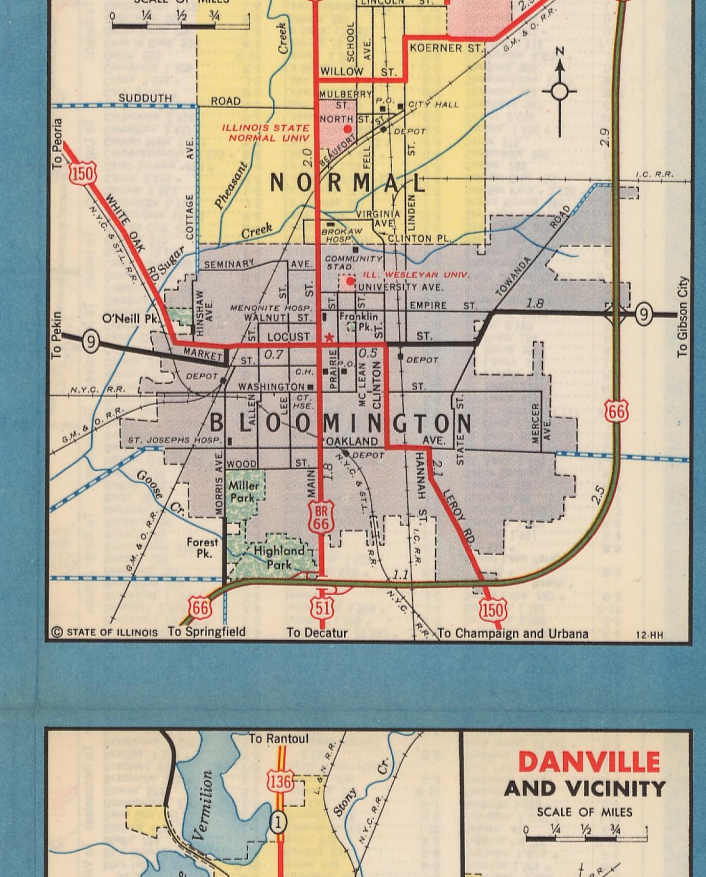 SCALE OF MILES
0 ¼ ½ ¾ 1
LINCOLN ST.
2.3
G.M. & O. R.R.
Creek
SCHOOL
AVE.
KOERNER ST.
WILLOW ST.
N
SUDDUTH ROAD
MULBERRY
ST.
P.O.
CITY HALL
NORTH ST.
ILLINOIS STATE
NORMAL UNIV
DEPOT
BEAUFORT
ST.
2.0
2.9
To Peoria
150
AVE.
COTTAGE
Pheasant
FELL
ST.
LINDEN
NORMAL
I.C. R.R.
WHITE OAK RD.
N.Y.C. & ST.L. R.R.
Creek
VIRGINIA
AVE.
BROKAW
HOSP.
CLINTON PL.
TOWANDA ROAD
Sugar
SEMINARY AVE.
COMMUNITY
STAD.
ILL. WESLEYAN UNIV.
UNIVERSITY AVE.
HINSHAW
AVE.
ST.
ST.
MENONITE HOSP.
EMPIRE ST.
1.8
9
To Gibson City
O'Neill Pk.
WALNUT ST.
ST.
ST.
Franklin
Pk.
To Pekin
9
LOCUST
ST.
ST.
ST.
MARKET
ST.
0.7
0.5
PRAIRIE
P.O.
DEPOT
C.H.
DEPOT
N.Y.C. R.R.
WASHINGTON
ST.
CT.
HSE.
MC LEAN
CLINTON
ALLEN
LEE
ST.
STATE
MERCER
AVE.
66
BLOOMINGTON
G.M. & O. R.R.
ST. JOSEPHS HOSP.
OAKLAND AVE.
DEPOT
WOOD ST.
MORRIS AVE.
MAIN
1.8
N.Y.C. & ST.L.
R.R.
HANNAH ST.
2.1
LEROY RD.
Goose Cr.
Miller
Park
BR
66
2.5
G.M. & O. R.R.
I.C. R.R.
Forest
Pk.
Highland
Park
1.1
66
51
N.Y.C.
R.R.
150
© STATE OF ILLINOIS
To Springfield
To Decatur
To Champaign and Urbana
12-HH
To Rantoul
DANVILLE
AND VICINITY
SCALE OF MILES
0 ¼ ½ ¾ 1
136
1
Vermilion
L. & N. R.R.
Stony Cr.
N.Y.C. R.R.
R.R.